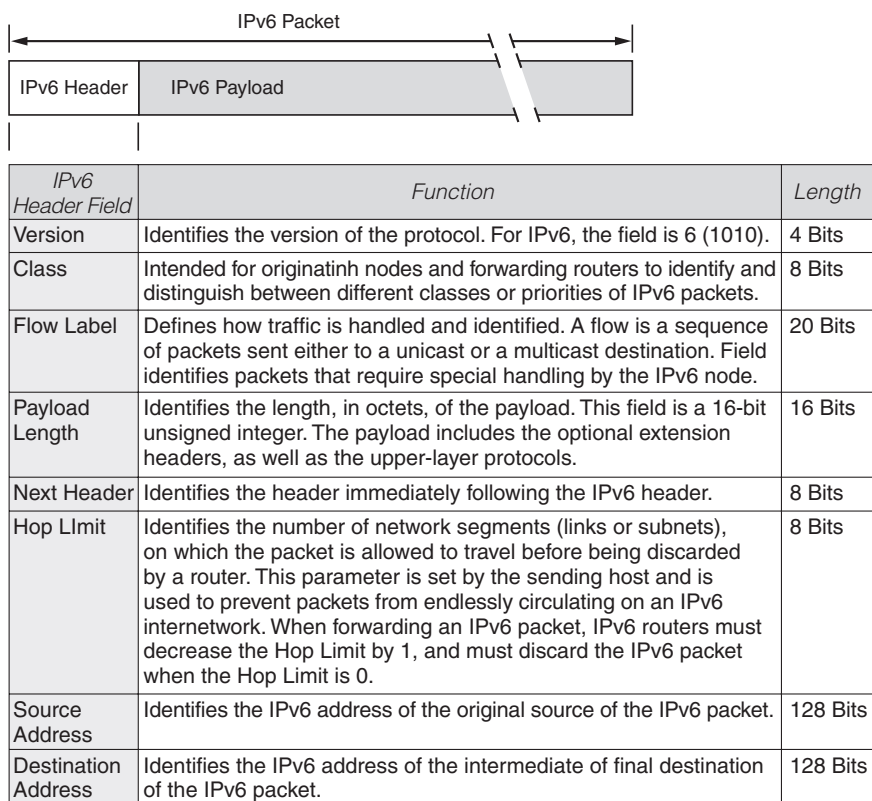 IPv6 Packet
IPv6 Header
IPv6 Payload
IPv6
Header Field
Function
Length
Version
Identifies the version of the protocol. For IPv6, the field is 6 (1010).
4 Bits
Class
Intended for originatinh nodes and forwarding routers to identify and
distinguish between different classes or priorities of IPv6 packets.
8 Bits
Flow Label
Defines how traffic is handled and identified. A flow is a sequence
of packets sent either to a unicast or a multicast destination. Field
identifies packets that require special handling by the IPv6 node.
20 Bits
Payload
Length
Identifies the length, in octets, of the payload. This field is a 16-bit
unsigned integer. The payload includes the optional extension
headers, as well as the upper-layer protocols.
16 Bits
Next Header
Identifies the header immediately following the IPv6 header.
8 Bits
Hop LImit
Identifies the number of network segments (links or subnets),
on which the packet is allowed to travel before being discarded
by a router. This parameter is set by the sending host and is
used to prevent packets from endlessly circulating on an IPv6
internetwork. When forwarding an IPv6 packet, IPv6 routers must
decrease the Hop Limit by 1, and must discard the IPv6 packet
when the Hop Limit is 0.
8 Bits
Source
Address
Identifies the IPv6 address of the original source of the IPv6 packet.
128 Bits
Destination
Address
Identifies the IPv6 address of the intermediate of final destination
of the IPv6 packet.
128 Bits